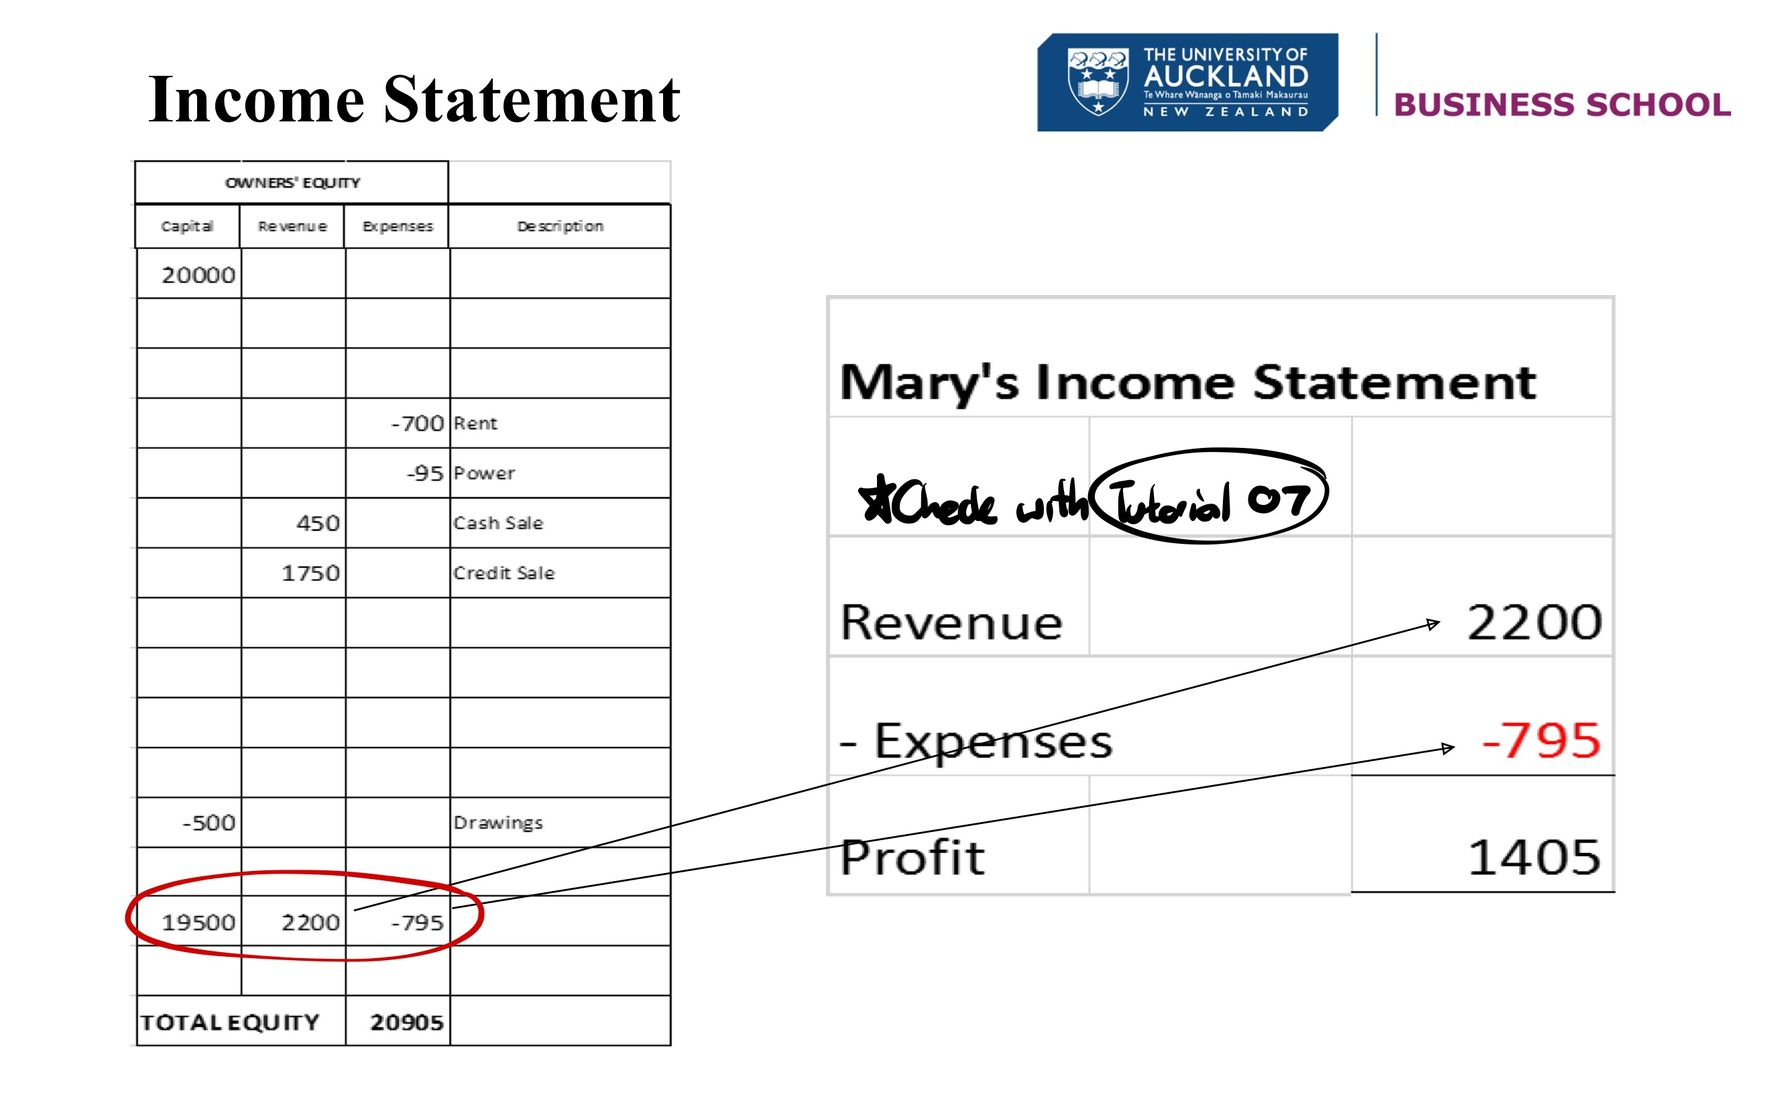 Income Statement
THE UNIVERSITY OF
AUCKLAND
Te Whare Wānanga o Tāmaki Makaurau
NEW ZEALAND
BUSINESS SCHOOL
OWNERS' EQUITY
Capital Revenue Expenses Description
20000
-700 Rent
-95 Power
450 Cash Sale
1750 Credit Sale
-500 Drawings
19500 2200 -795
TOTAL EQUITY 20905
Mary's Income Statement
★Check with Tutorial 07
Revenue 2200
- Expenses -795
Profit 1405